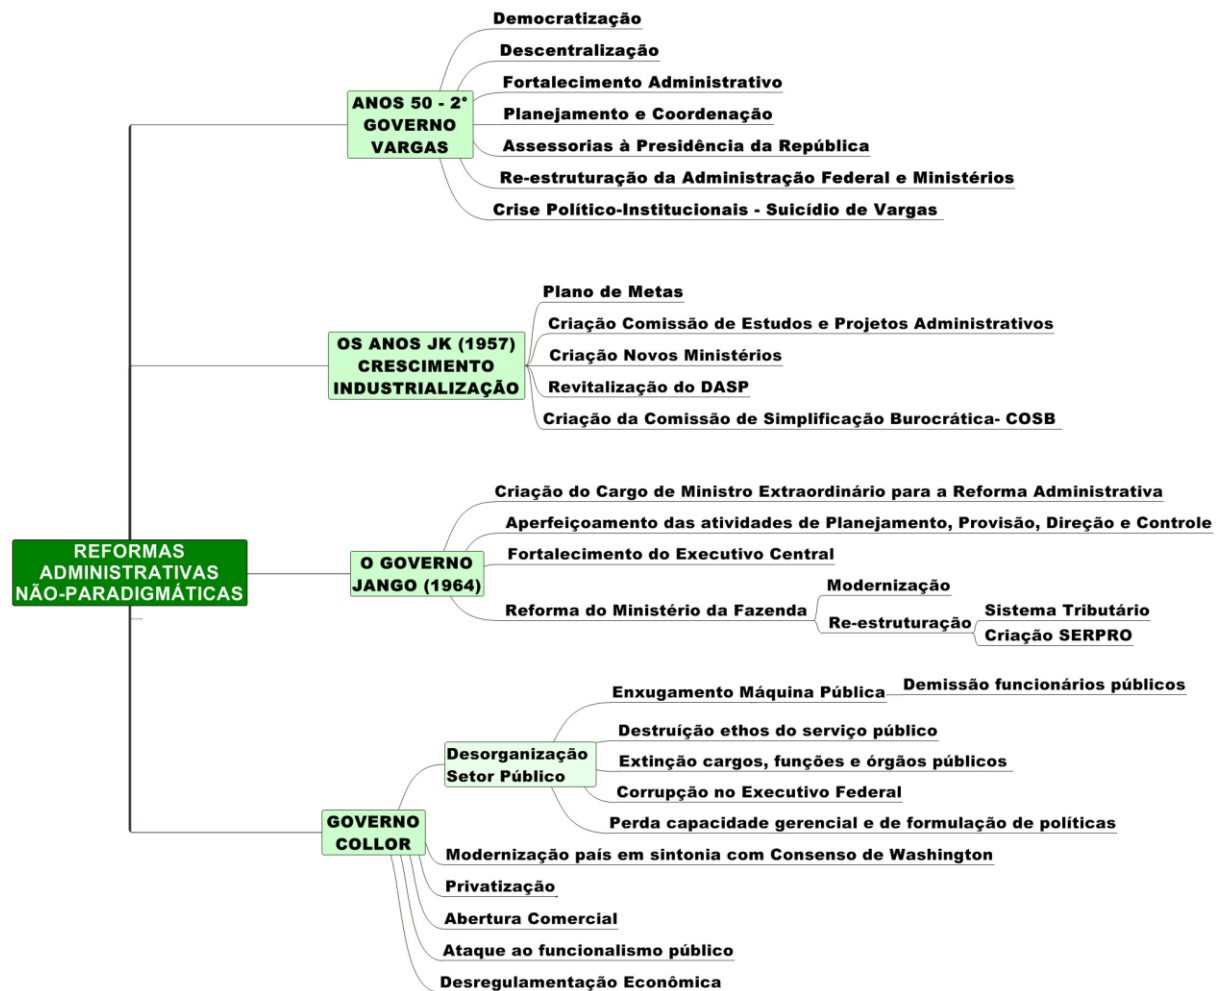 Democratização
Descentralização
Fortalecimento Administrativo
Planejamento e Coordenação
Assessorias à Presidência da República
Re-estruturação da Administração Federal e Ministérios
Crise Político-Institucionais - Suicídio de Vargas
ANOS 50 - 2°
GOVERNO
VARGAS
Plano de Metas
Criação Comissão de Estudos e Projetos Administrativos
Criação Novos Ministérios
Revitalização do DASP
Criação da Comissão de Simplificação Burocrática- COSB
OS ANOS JK (1957)
CRESCIMENTO
INDUSTRIALIZAÇÃO
REFORMAS
ADMINISTRATIVAS
NÃO-PARADIGMÁTICAS
O GOVERNO
JANGO (1964)
Criação do Cargo de Ministro Extraordinário para a Reforma Administrativa
Aperfeiçoamento das atividades de Planejamento, Provisão, Direção e Controle
Fortalecimento do Executivo Central
Reforma do Ministério da Fazenda
Modernização
Re-estruturação
Sistema Tributário
Criação SERPRO
GOVERNO
COLLOR
Desorganização
Setor Público
Enxugamento Máquina Pública
Demissão funcionários públicos
Destruíção ethos do serviço público
Extinção cargos, funções e órgãos públicos
Corrupção no Executivo Federal
Perda capacidade gerencial e de formulação de políticas
Modernização país em sintonia com Consenso de Washington
Privatização
Abertura Comercial
Ataque ao funcionalismo público
Desregulamentação Econômica